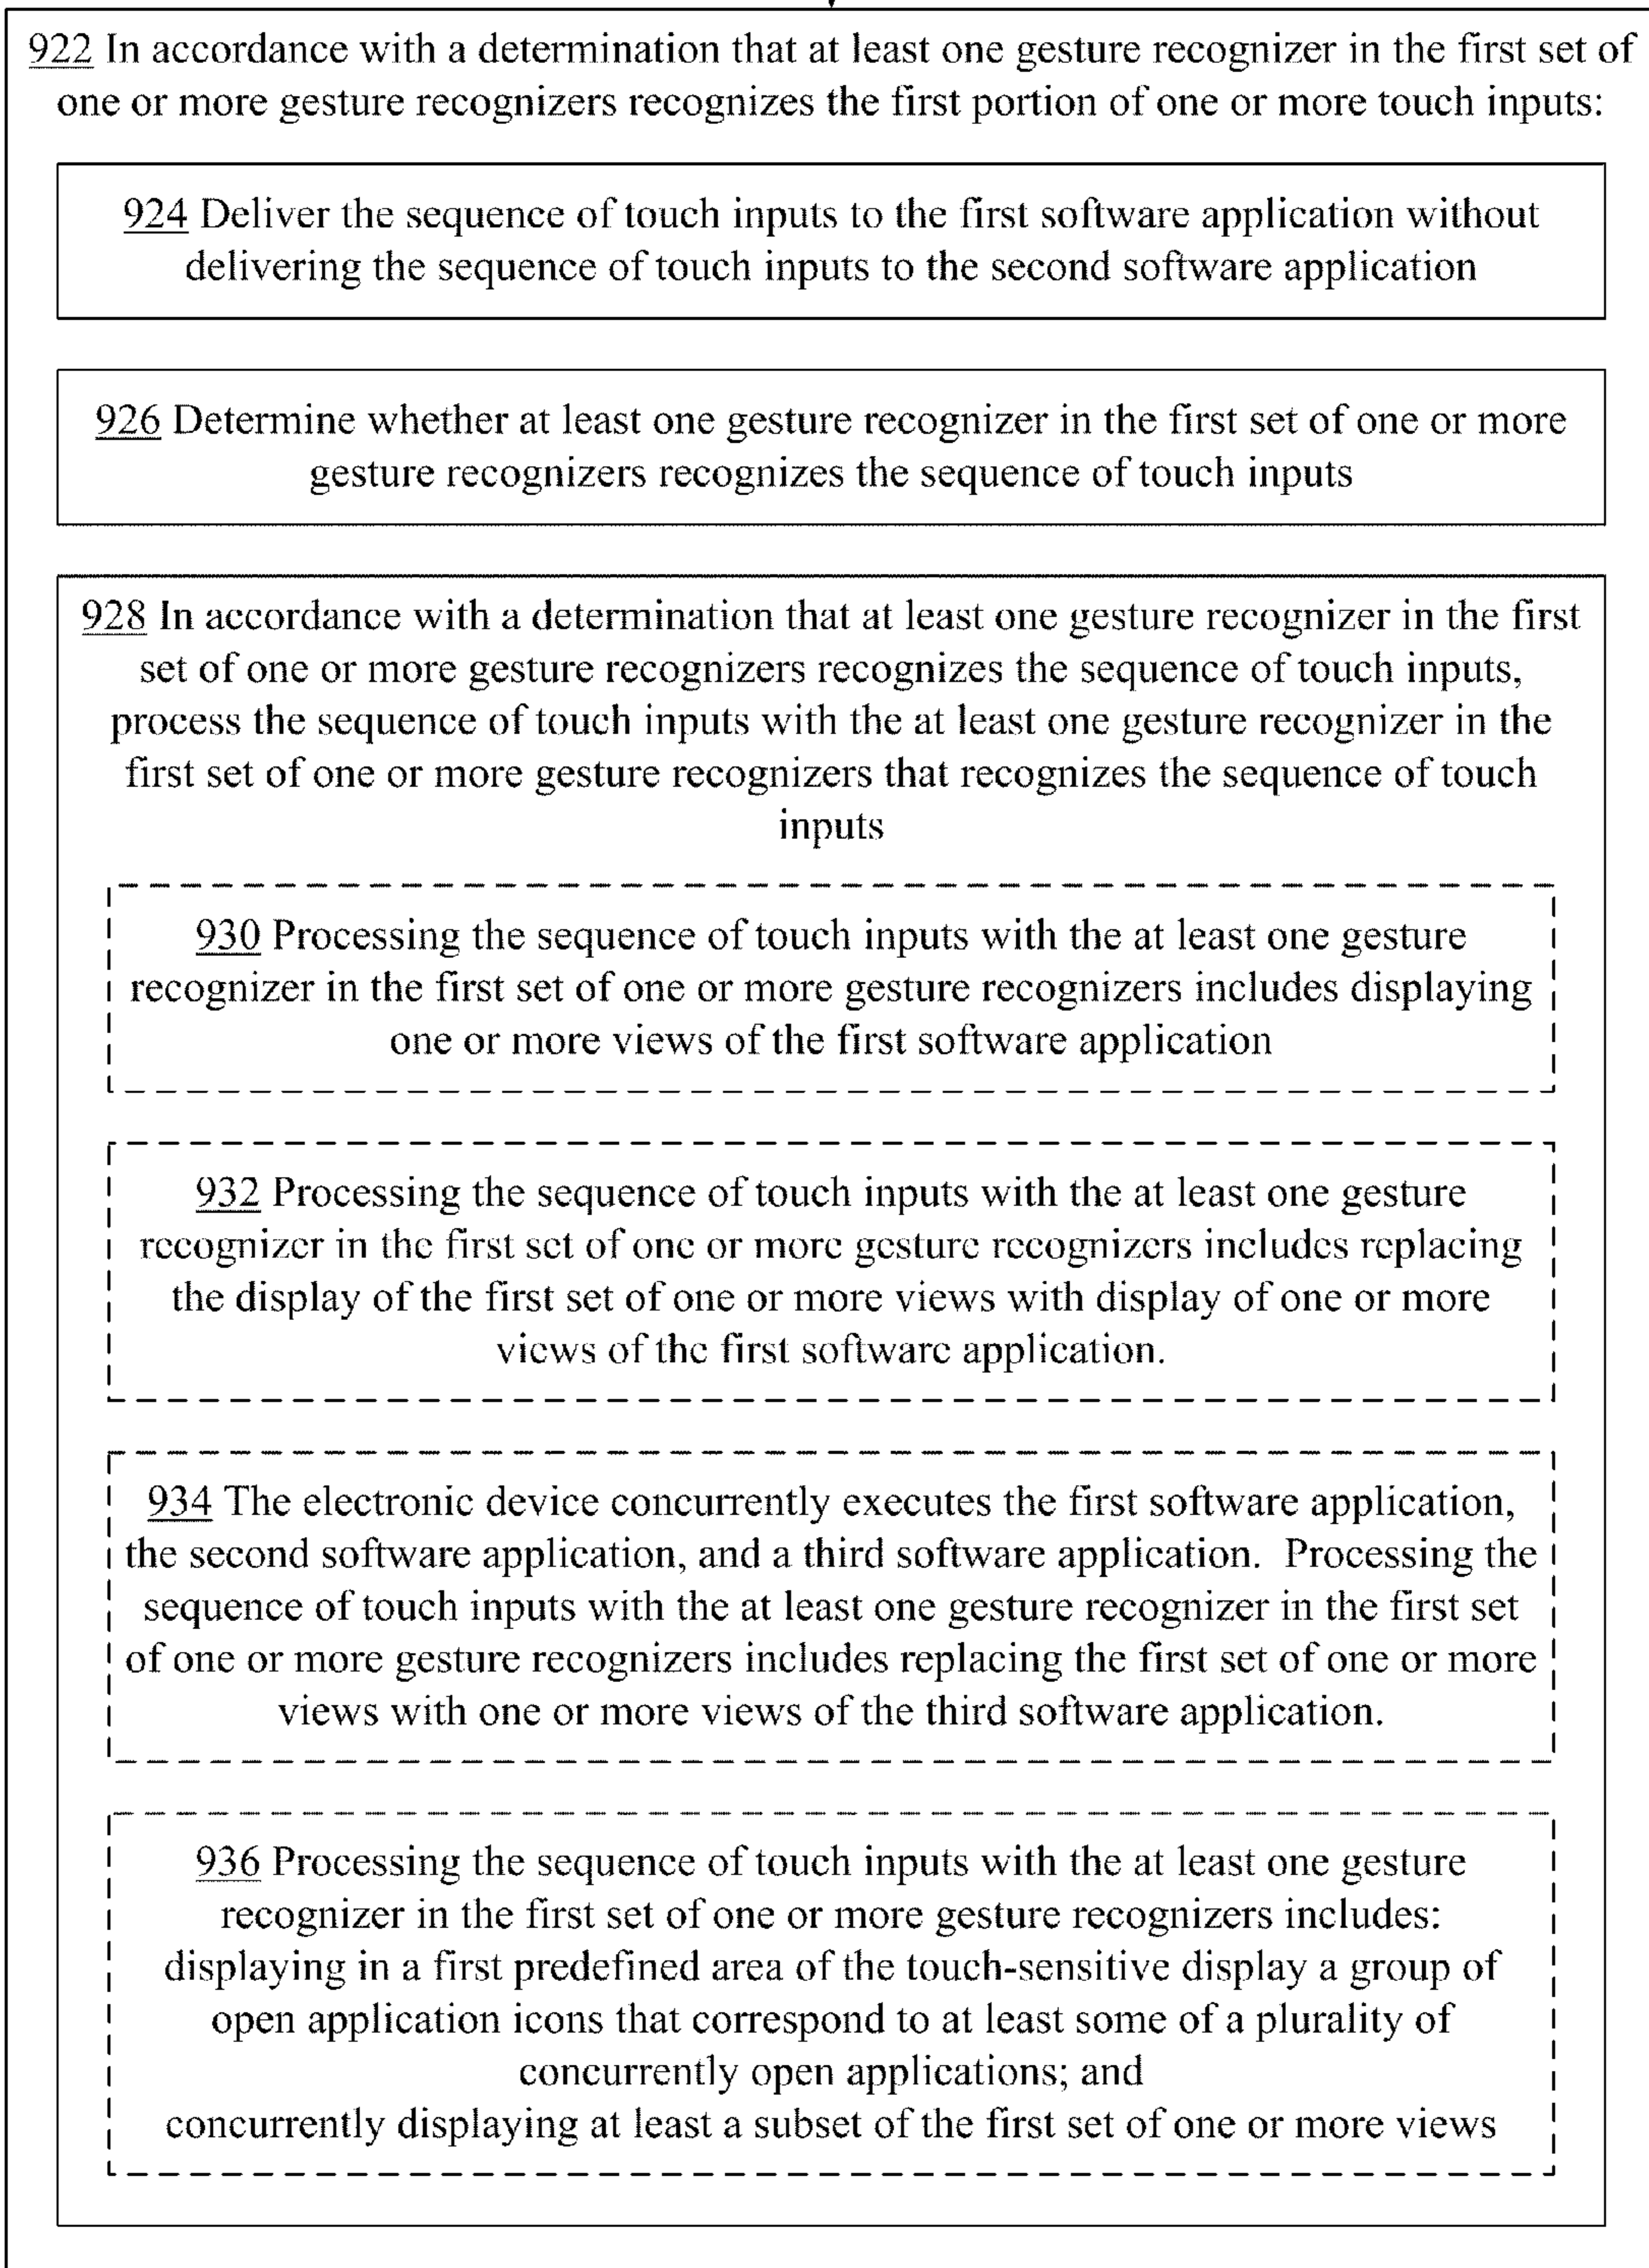 922 In accordance with a determination that at least one gesture recognizer in the first set of
one or more gesture recognizers recognizes the first portion of one or more touch inputs:
924 Deliver the sequence of touch inputs to the first software application without
delivering the sequence of touch inputs to the second software application
926 Determine whether at least one gesture recognizer in the first set of one or more
gesture recognizers recognizes the sequence of touch inputs
928 In accordance with a determination that at least one gesture recognizer in the first
set of one or more gesture recognizers recognizes the sequence of touch inputs,
process the sequence of touch inputs with the at least one gesture recognizer in the
first set of one or more gesture recognizers that recognizes the sequence of touch
inputs
930 Processing the sequence of touch inputs with the at least one gesture
recognizer in the first set of one or more gesture recognizers includes displaying
one or more views of the first software application
932 Processing the sequence of touch inputs with the at least one gesture
recognizer in the first set of one or more gesture recognizers includes replacing
the display of the first set of one or more views with display of one or more
views of the first software application.
934 The electronic device concurrently executes the first software application,
the second software application, and a third software application. Processing the
sequence of touch inputs with the at least one gesture recognizer in the first set
of one or more gesture recognizers includes replacing the first set of one or more
views with one or more views of the third software application.
936 Processing the sequence of touch inputs with the at least one gesture
recognizer in the first set of one or more gesture recognizers includes:
displaying in a first predefined area of the touch-sensitive display a group of
open application icons that correspond to at least some of a plurality of
concurrently open applications; and
concurrently displaying at least a subset of the first set of one or more views